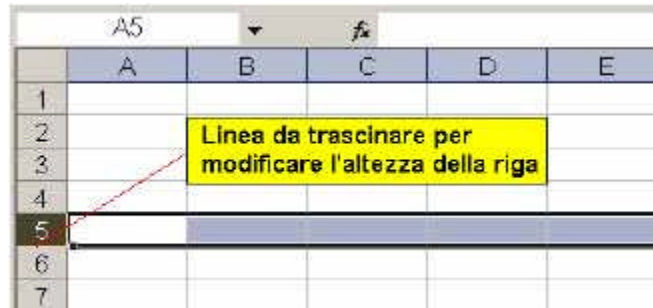 A5 fx
A B C D E
1
2 Linea da trascinare per
3 modificare l'altezza della riga
4
5
6
7